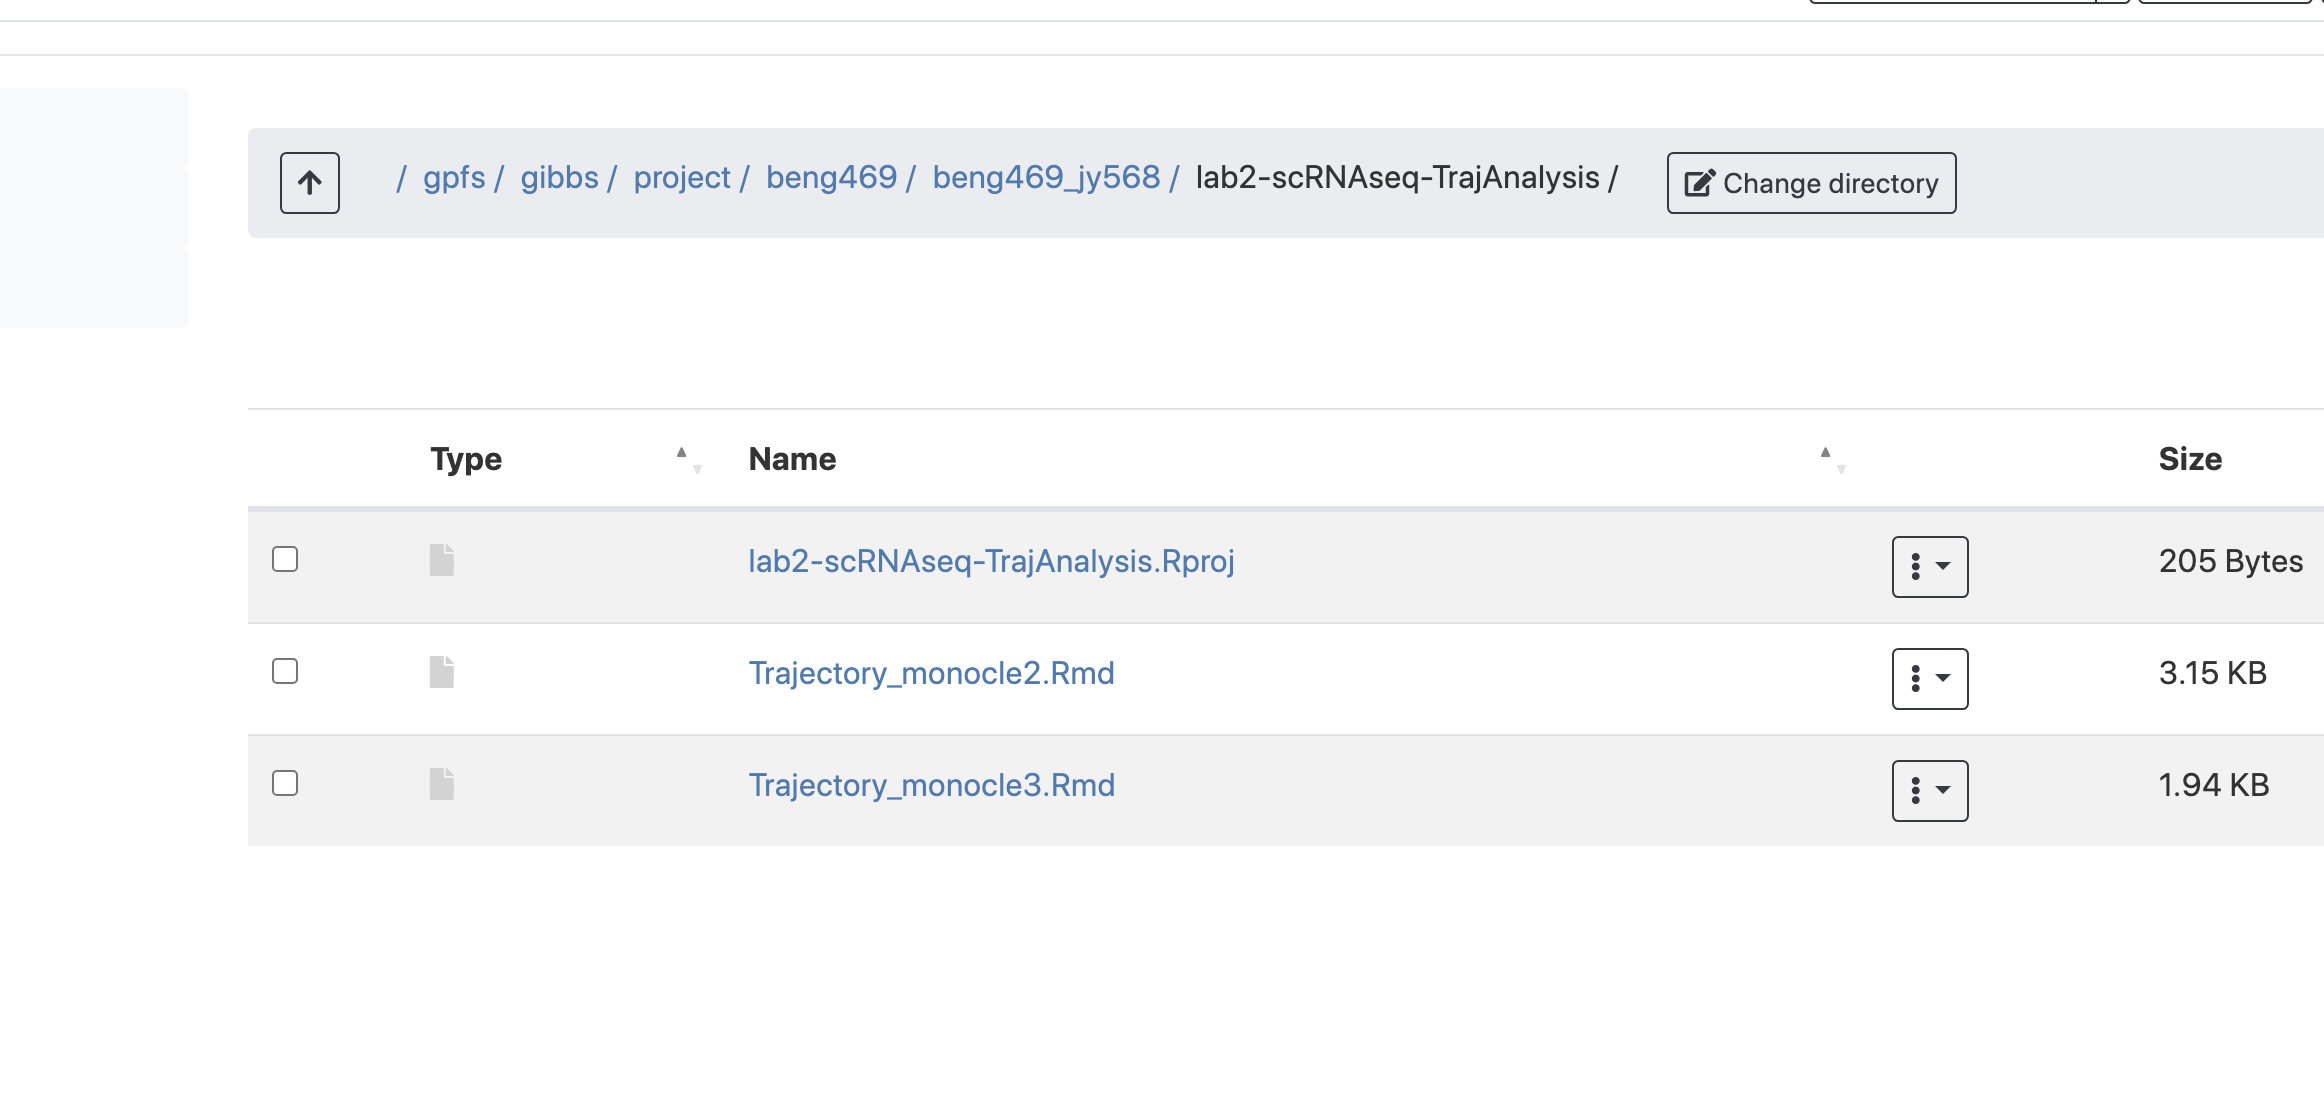 / gpfs / gibbs / project / beng469 / beng469_jy568 / lab2-scRNAseq-TrajAnalysis / Change directory
Type Name Size
lab2-scRNAseq-TrajAnalysis.Rproj 205 Bytes
Trajectory_monocle2.Rmd 3.15 KB
Trajectory_monocle3.Rmd 1.94 KB